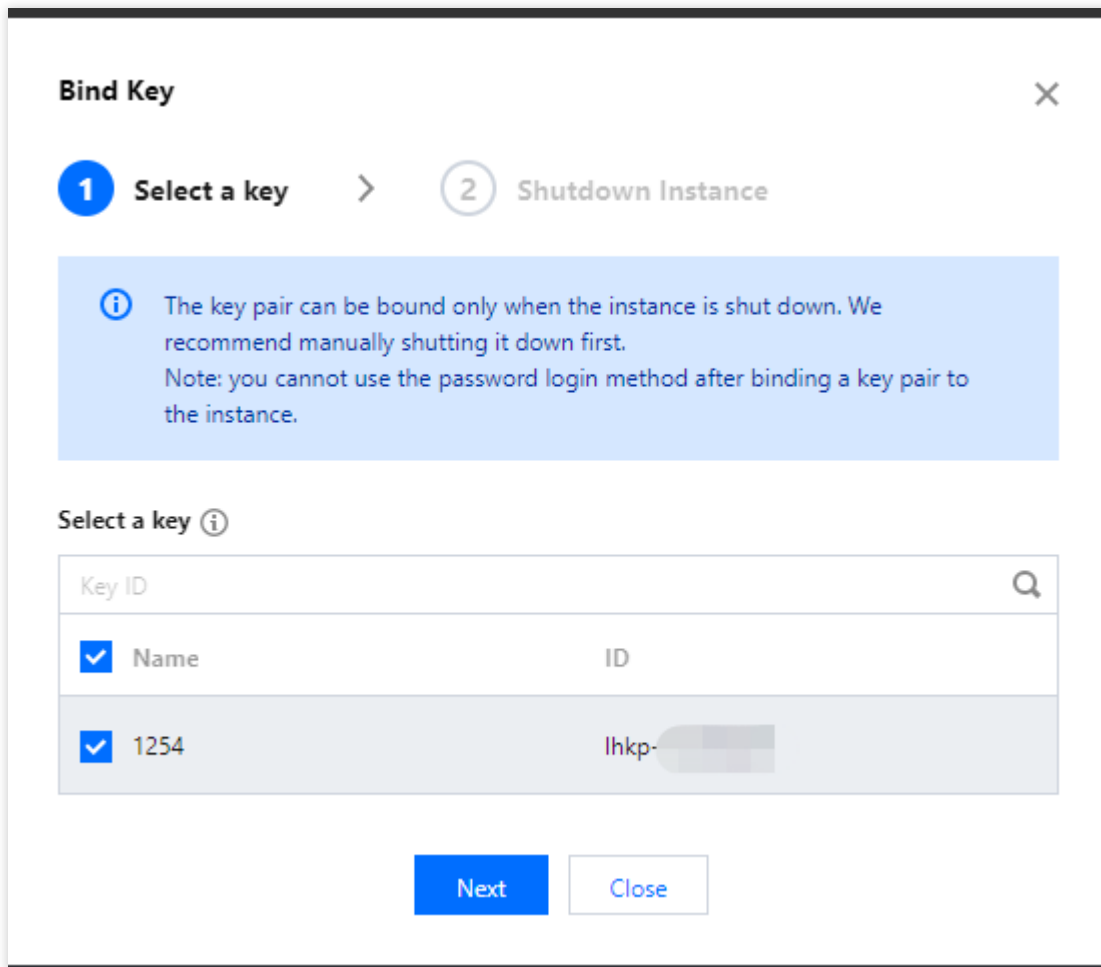 Bind Key
1 Select a key > 2 Shutdown Instance
The key pair can be bound only when the instance is shut down. We
recommend manually shutting it down first.
Note: you cannot use the password login method after binding a key pair to
the instance.
Select a key
Key ID
Name ID
1254 lhkp-
Next Close